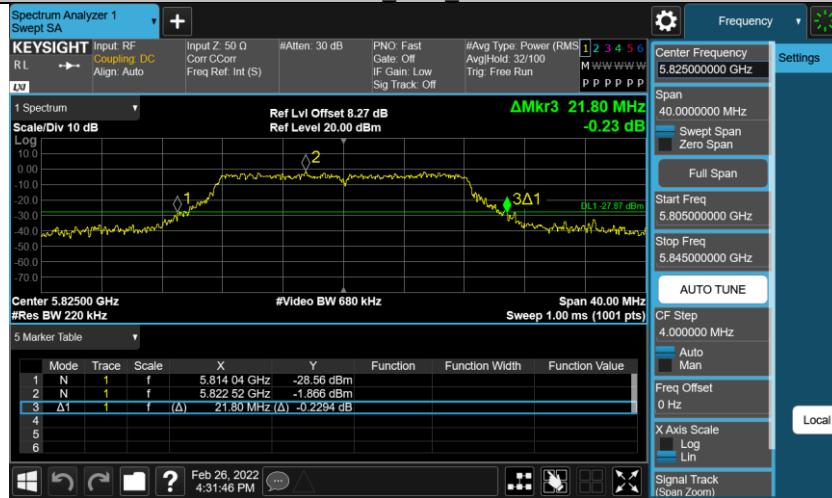 Spectrum Analyzer 1
Swept SA
Frequency
KEYSIGHT
RL
LXI
Input: RF
Coupling: DC
Align: Auto
Input Z: 50 Ω
Corr CCorr
Freq Ref: Int (S)
#Atten: 30 dB
PNO: Fast
Gate: Off
IF Gain: Low
Sig Track: Off
#Avg Type: Power (RMS
Avg|Hold: 32/100
Trig: Free Run
1 2 3 4 5 6
M W W W W W
P P P P P P
1 Spectrum
Scale/Div 10 dB
Ref Lvl Offset 8.27 dB
Ref Level 20.00 dBm
ΔMkr3 21.80 MHz
-0.23 dB
Log
10.0
0.00
-10.0
-20.0
-30.0
-40.0
-50.0
-60.0
-70.0
1
2
3Δ1
DL1 -27.87 dBm
Center 5.82500 GHz
#Res BW 220 kHz
#Video BW 680 kHz
Span 40.00 MHz
Sweep 1.00 ms (1001 pts)
5 Marker Table
Mode Trace Scale X Y Function Function Width Function Value
1 N 1 f 5.814 04 GHz -28.56 dBm
2 N 1 f 5.822 52 GHz -1.866 dBm
3 Δ1 1 f (Δ) 21.80 MHz (Δ) -0.2294 dB
4
5
6
?
Feb 26, 2022
4:31:46 PM
Center Frequency
5.825000000 GHz
Span
40.0000000 MHz
Swept Span
Zero Span
Full Span
Start Freq
5.805000000 GHz
Stop Freq
5.845000000 GHz
AUTO TUNE
CF Step
4.000000 MHz
Auto
Man
Freq Offset
0 Hz
X Axis Scale
Log
Lin
Signal Track
(Span Zoom)
Settings
Local